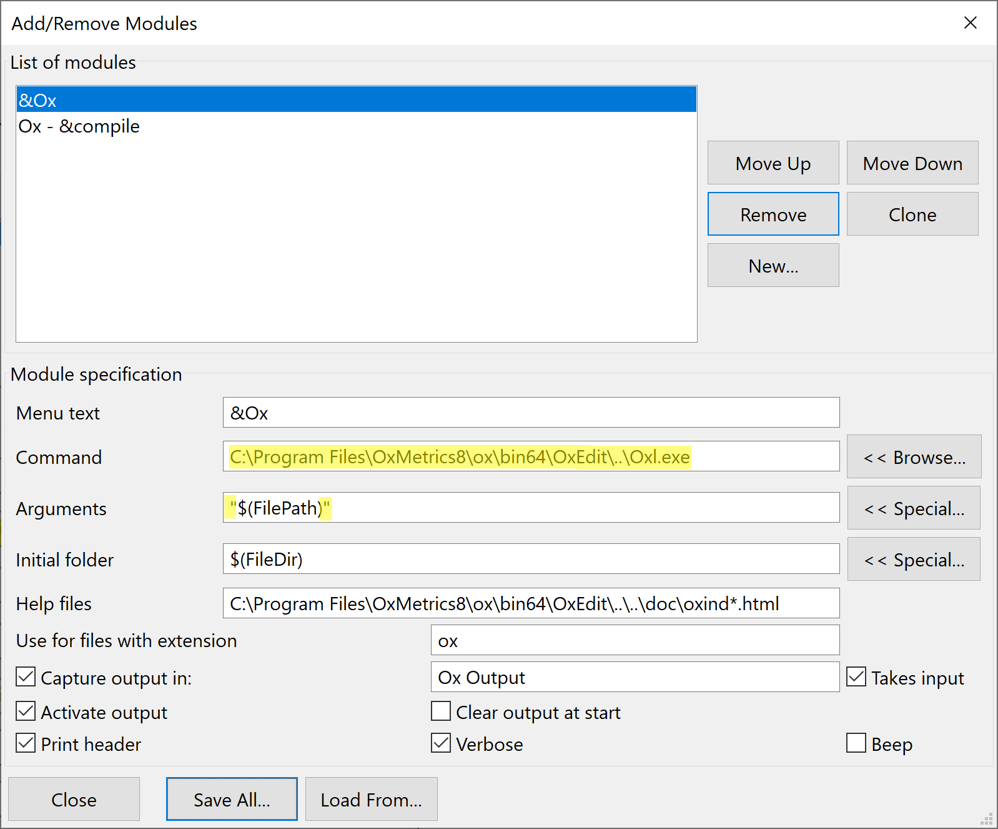 Add/Remove Modules
List of modules
&Ox
Ox - &compile
Move Up
Move Down
Remove
Clone
New...
Module specification
Menu text
&Ox
Command
C:\Program Files\OxMetrics8\ox\bin64\OxEdit\..\Oxl.exe
<< Browse...
Arguments
"$(FilePath)"
<< Special...
Initial folder
$(FileDir)
<< Special...
Help files
C:\Program Files\OxMetrics8\ox\bin64\OxEdit\..\..\doc\oxind*.html
Use for files with extension
ox
Capture output in:
Ox Output
Takes input
Activate output
Clear output at start
Print header
Verbose
Beep
Close
Save All...
Load From...